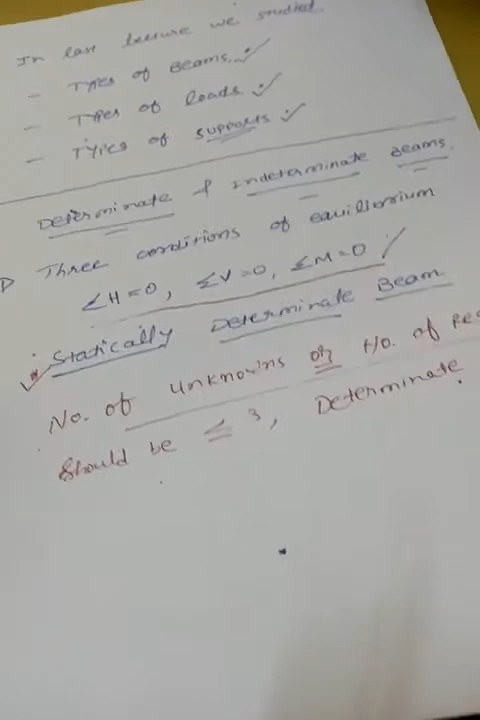 In last lecture we studied.
- Types of Beams. ✓
- Types of loads ✓
- Types of supports ✓
Determinate & Indeterminate Beams.
Three conditions of equilibrium
ΣH=0, ΣV=0, ΣM=0
Statically Determinate Beam
No. of unknowns or No. of
Should be ≤ 3, Determinate.